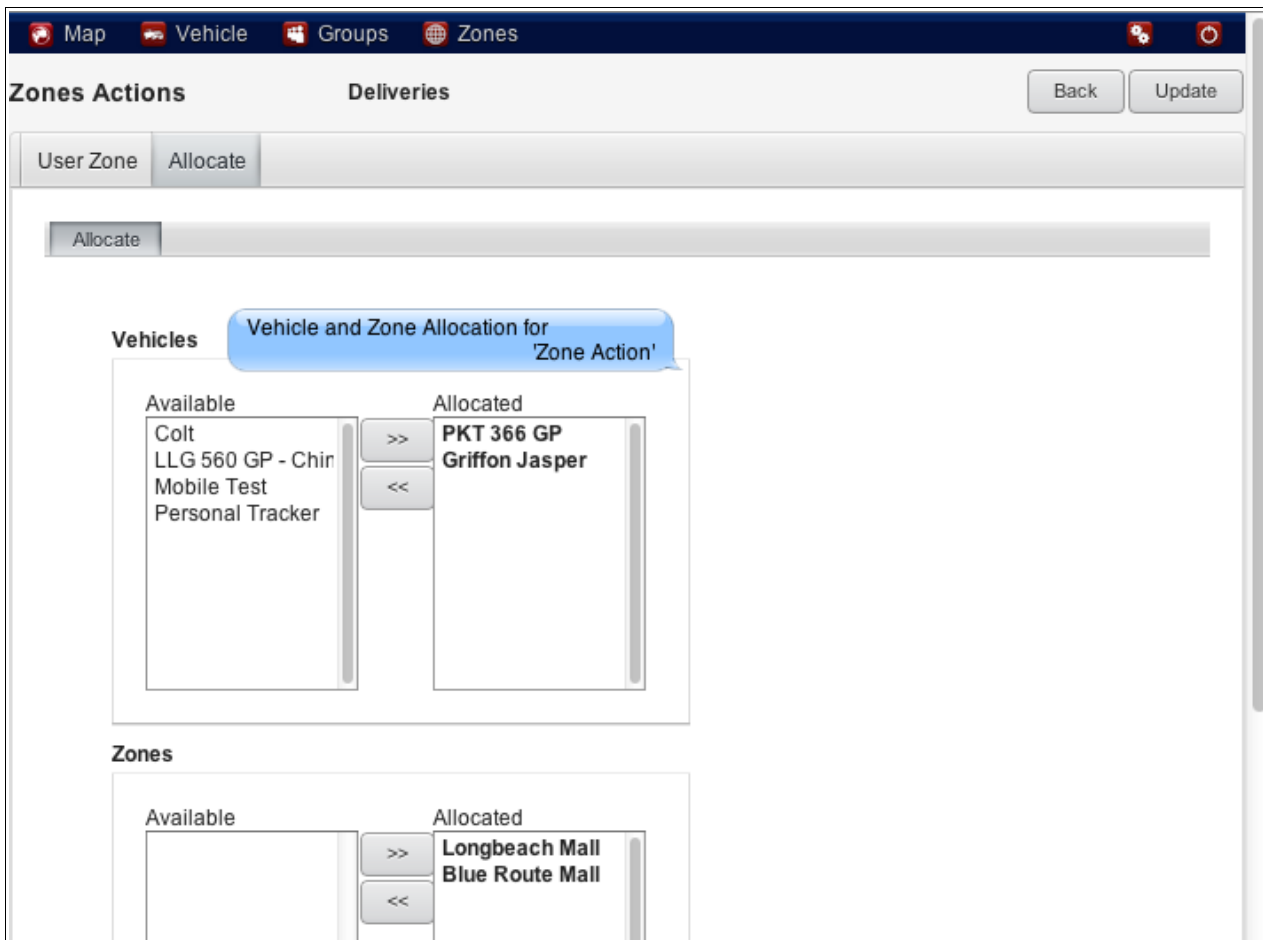 Map Vehicle Groups Zones
Zones Actions Deliveries Back Update
User Zone Allocate
Allocate
Vehicles
Vehicle and Zone Allocation for
'Zone Action'
Available Allocated
Colt >> PKT 366 GP
LLG 560 GP - Chin Griffon Jasper
Mobile Test <<
Personal Tracker
Zones
Available Allocated
>> Longbeach Mall
Blue Route Mall
<<